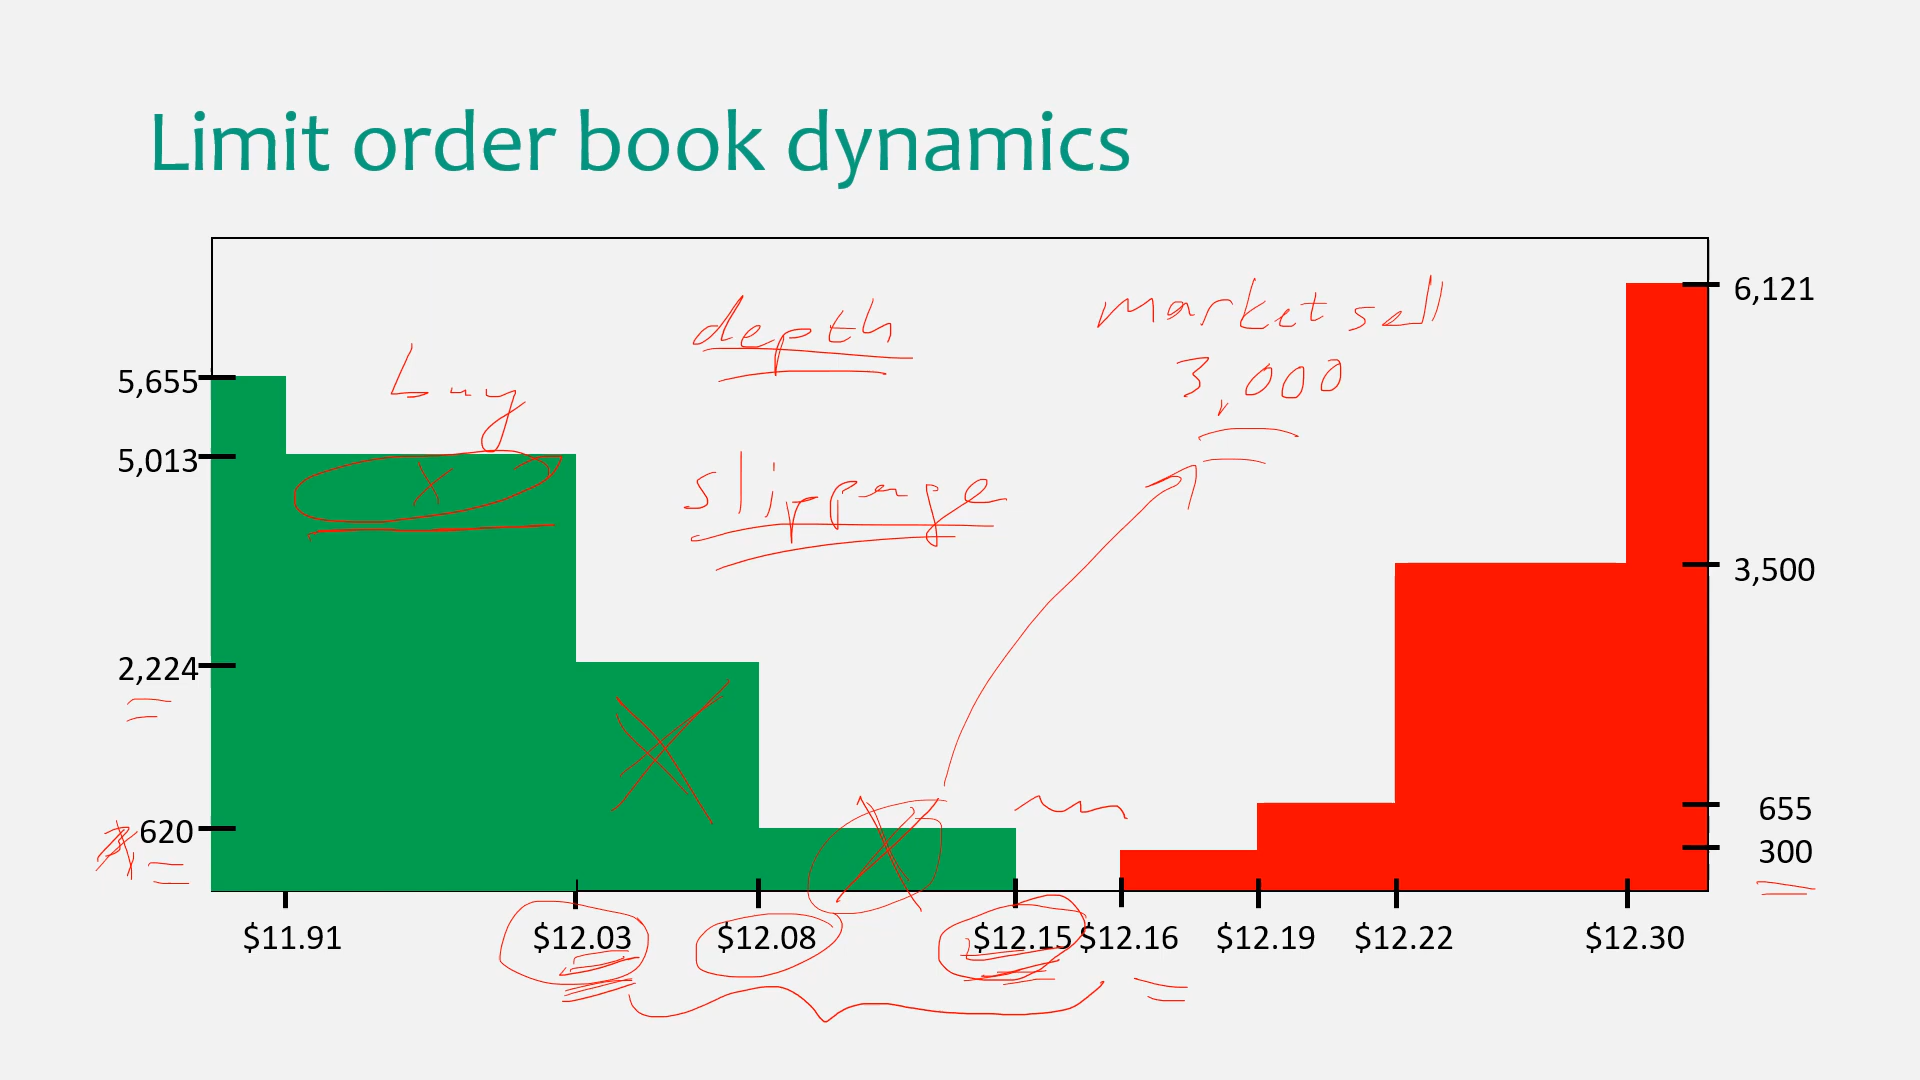 Limit order book dynamics
depth
market sell
3,000
buy
slippage
5,655
5,013
2,224
620
6,121
3,500
655
300
$11.91 $12.03 $12.08 $12.15 $12.16 $12.19 $12.22 $12.30